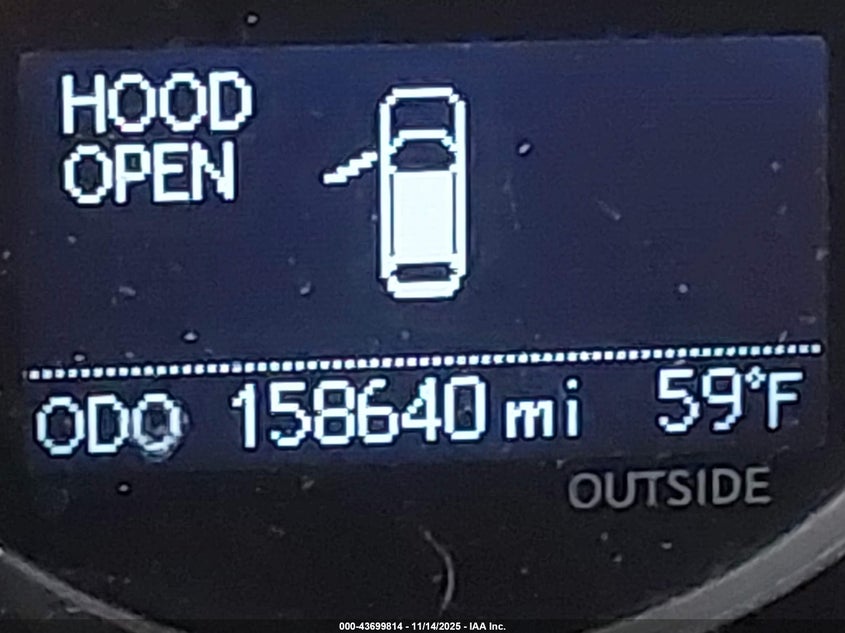 HOOD
OPEN
ODO 158640 mi 59°F
OUTSIDE
000-43699814 - 11/14/2025 - IAA Inc.